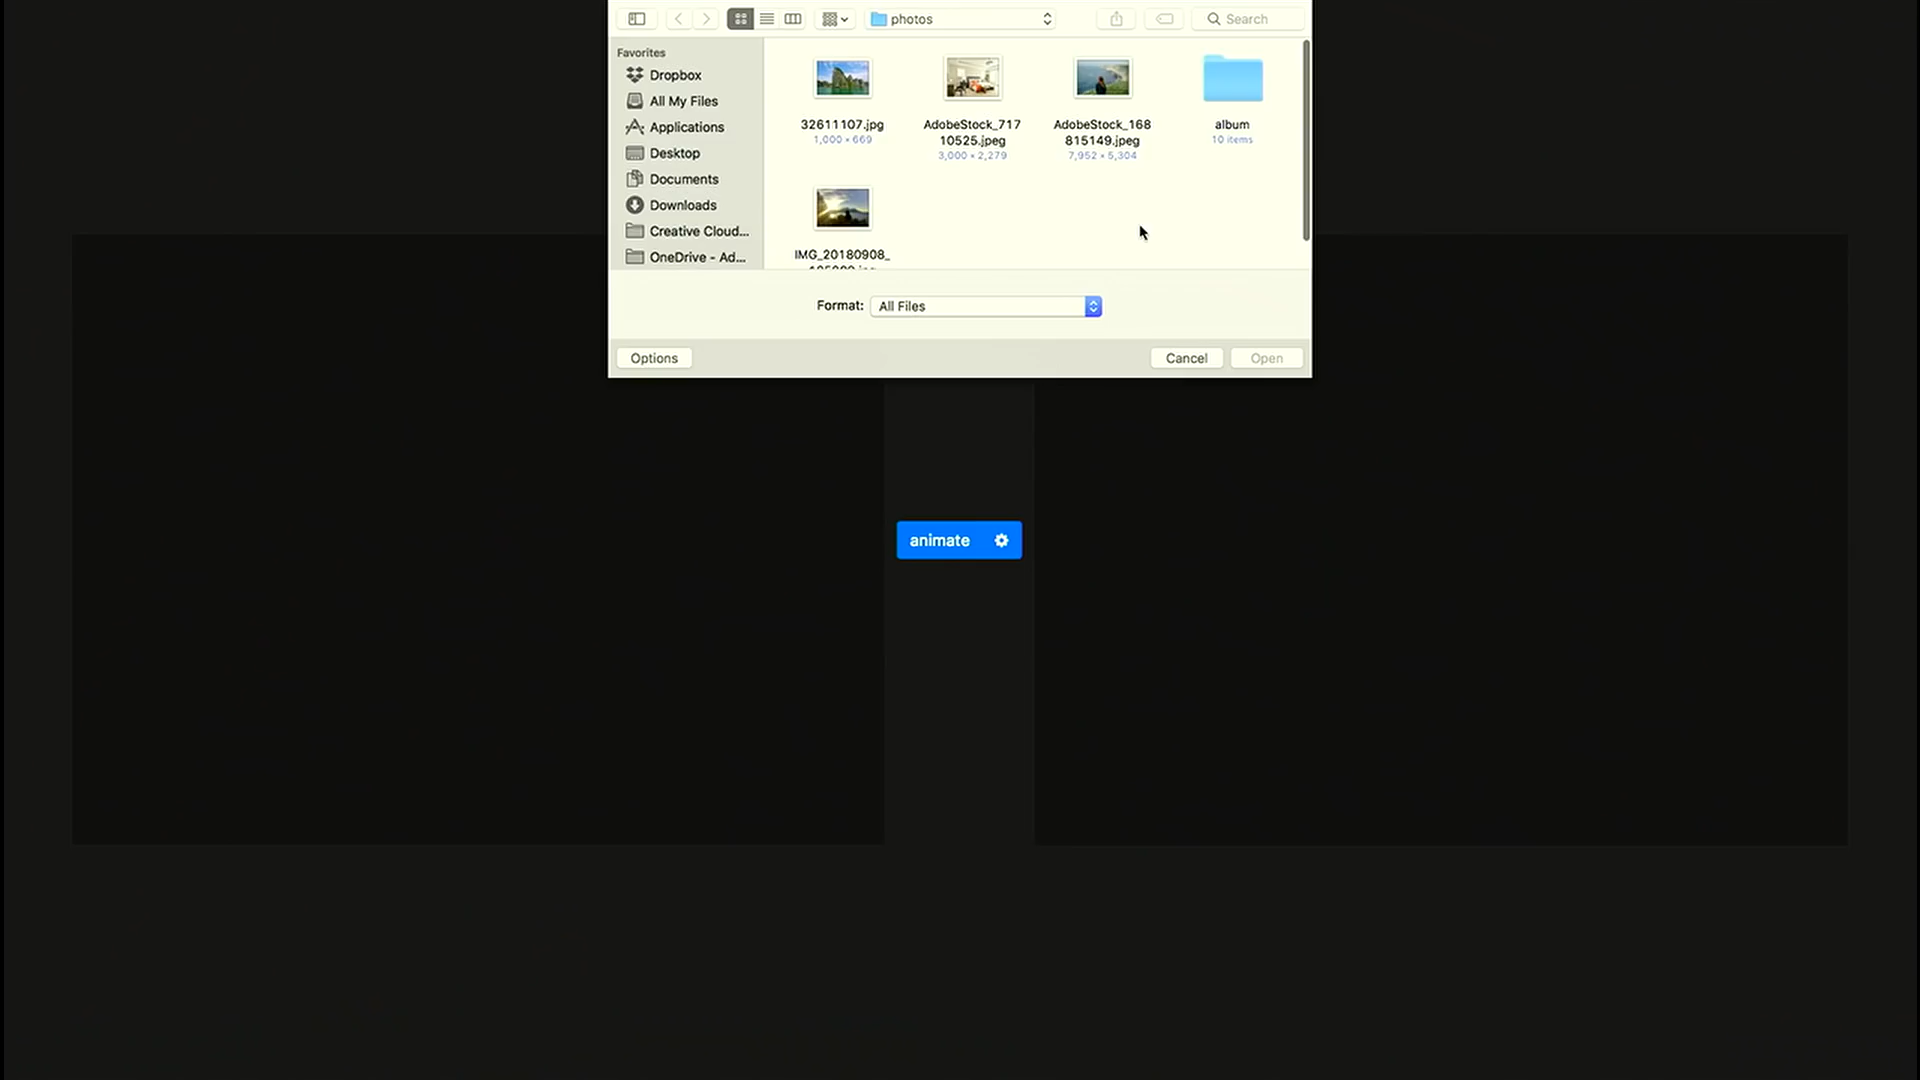 photos
Search
Favorites
Dropbox
All My Files
Applications
Desktop
Documents
Downloads
Creative Cloud...
OneDrive - Ad...
32611107.jpg
1,000 × 669
AdobeStock_717
10525.jpeg
3,000 × 2,279
AdobeStock_168
815149.jpeg
7,952 × 5,304
album
10 items
IMG_20180908_
Format:
All Files
Options
Cancel
Open
animate